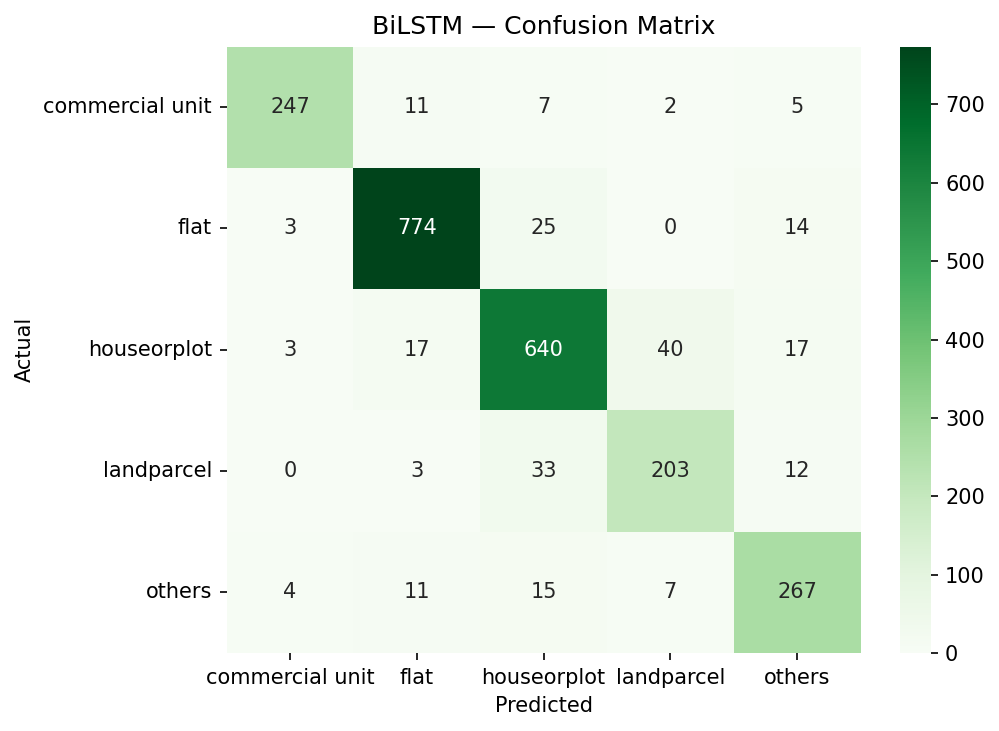 BiLSTM — Confusion Matrix
commercial unit 247 11 7 2 5
flat 3 774 25 0 14
houseorplot 3 17 640 40 17
landparcel 0 3 33 203 12
others 4 11 15 7 267
commercial unit flat houseorplot landparcel others
Predicted
Actual
700
600
500
400
300
200
100
0